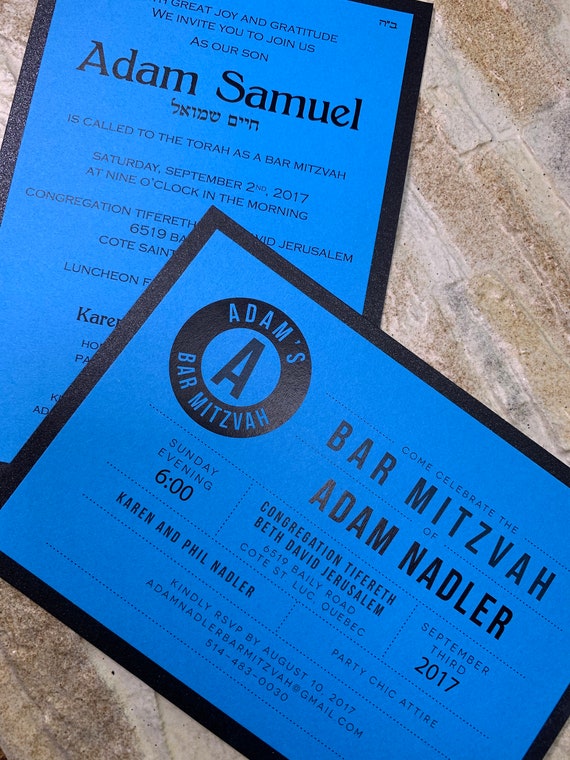 ב״ה
GREAT JOY AND GRATITUDE
WE INVITE YOU TO JOIN US
AS OUR SON
Adam Samuel
חיים שמואל
IS CALLED TO THE TORAH AS A BAR MITZVAH
SATURDAY, SEPTEMBER 2ND, 2017
AT NINE O'CLOCK IN THE MORNING
CONGREGATION TIFERETH DAVID JERUSALEM
6519
COTE
LUNCHEON
Karen
ADAM'S
A
BAR MITZVAH
COME CELEBRATE THE
BAR MITZVAH
OF
ADAM NADLER
SUNDAY
EVENING
6:00
CONGREGATION TIFERETH
BETH DAVID JERUSALEM
6519 BAILY ROAD
COTE ST. LUC, QUEBEC
SEPTEMBER
THIRD
2017
KAREN AND PHIL NADLER
PARTY CHIC ATTIRE
KINDLY RSVP BY AUGUST 10, 2017
ADAMNADLERBARMITZVAH@GMAIL.COM
514-483-0030